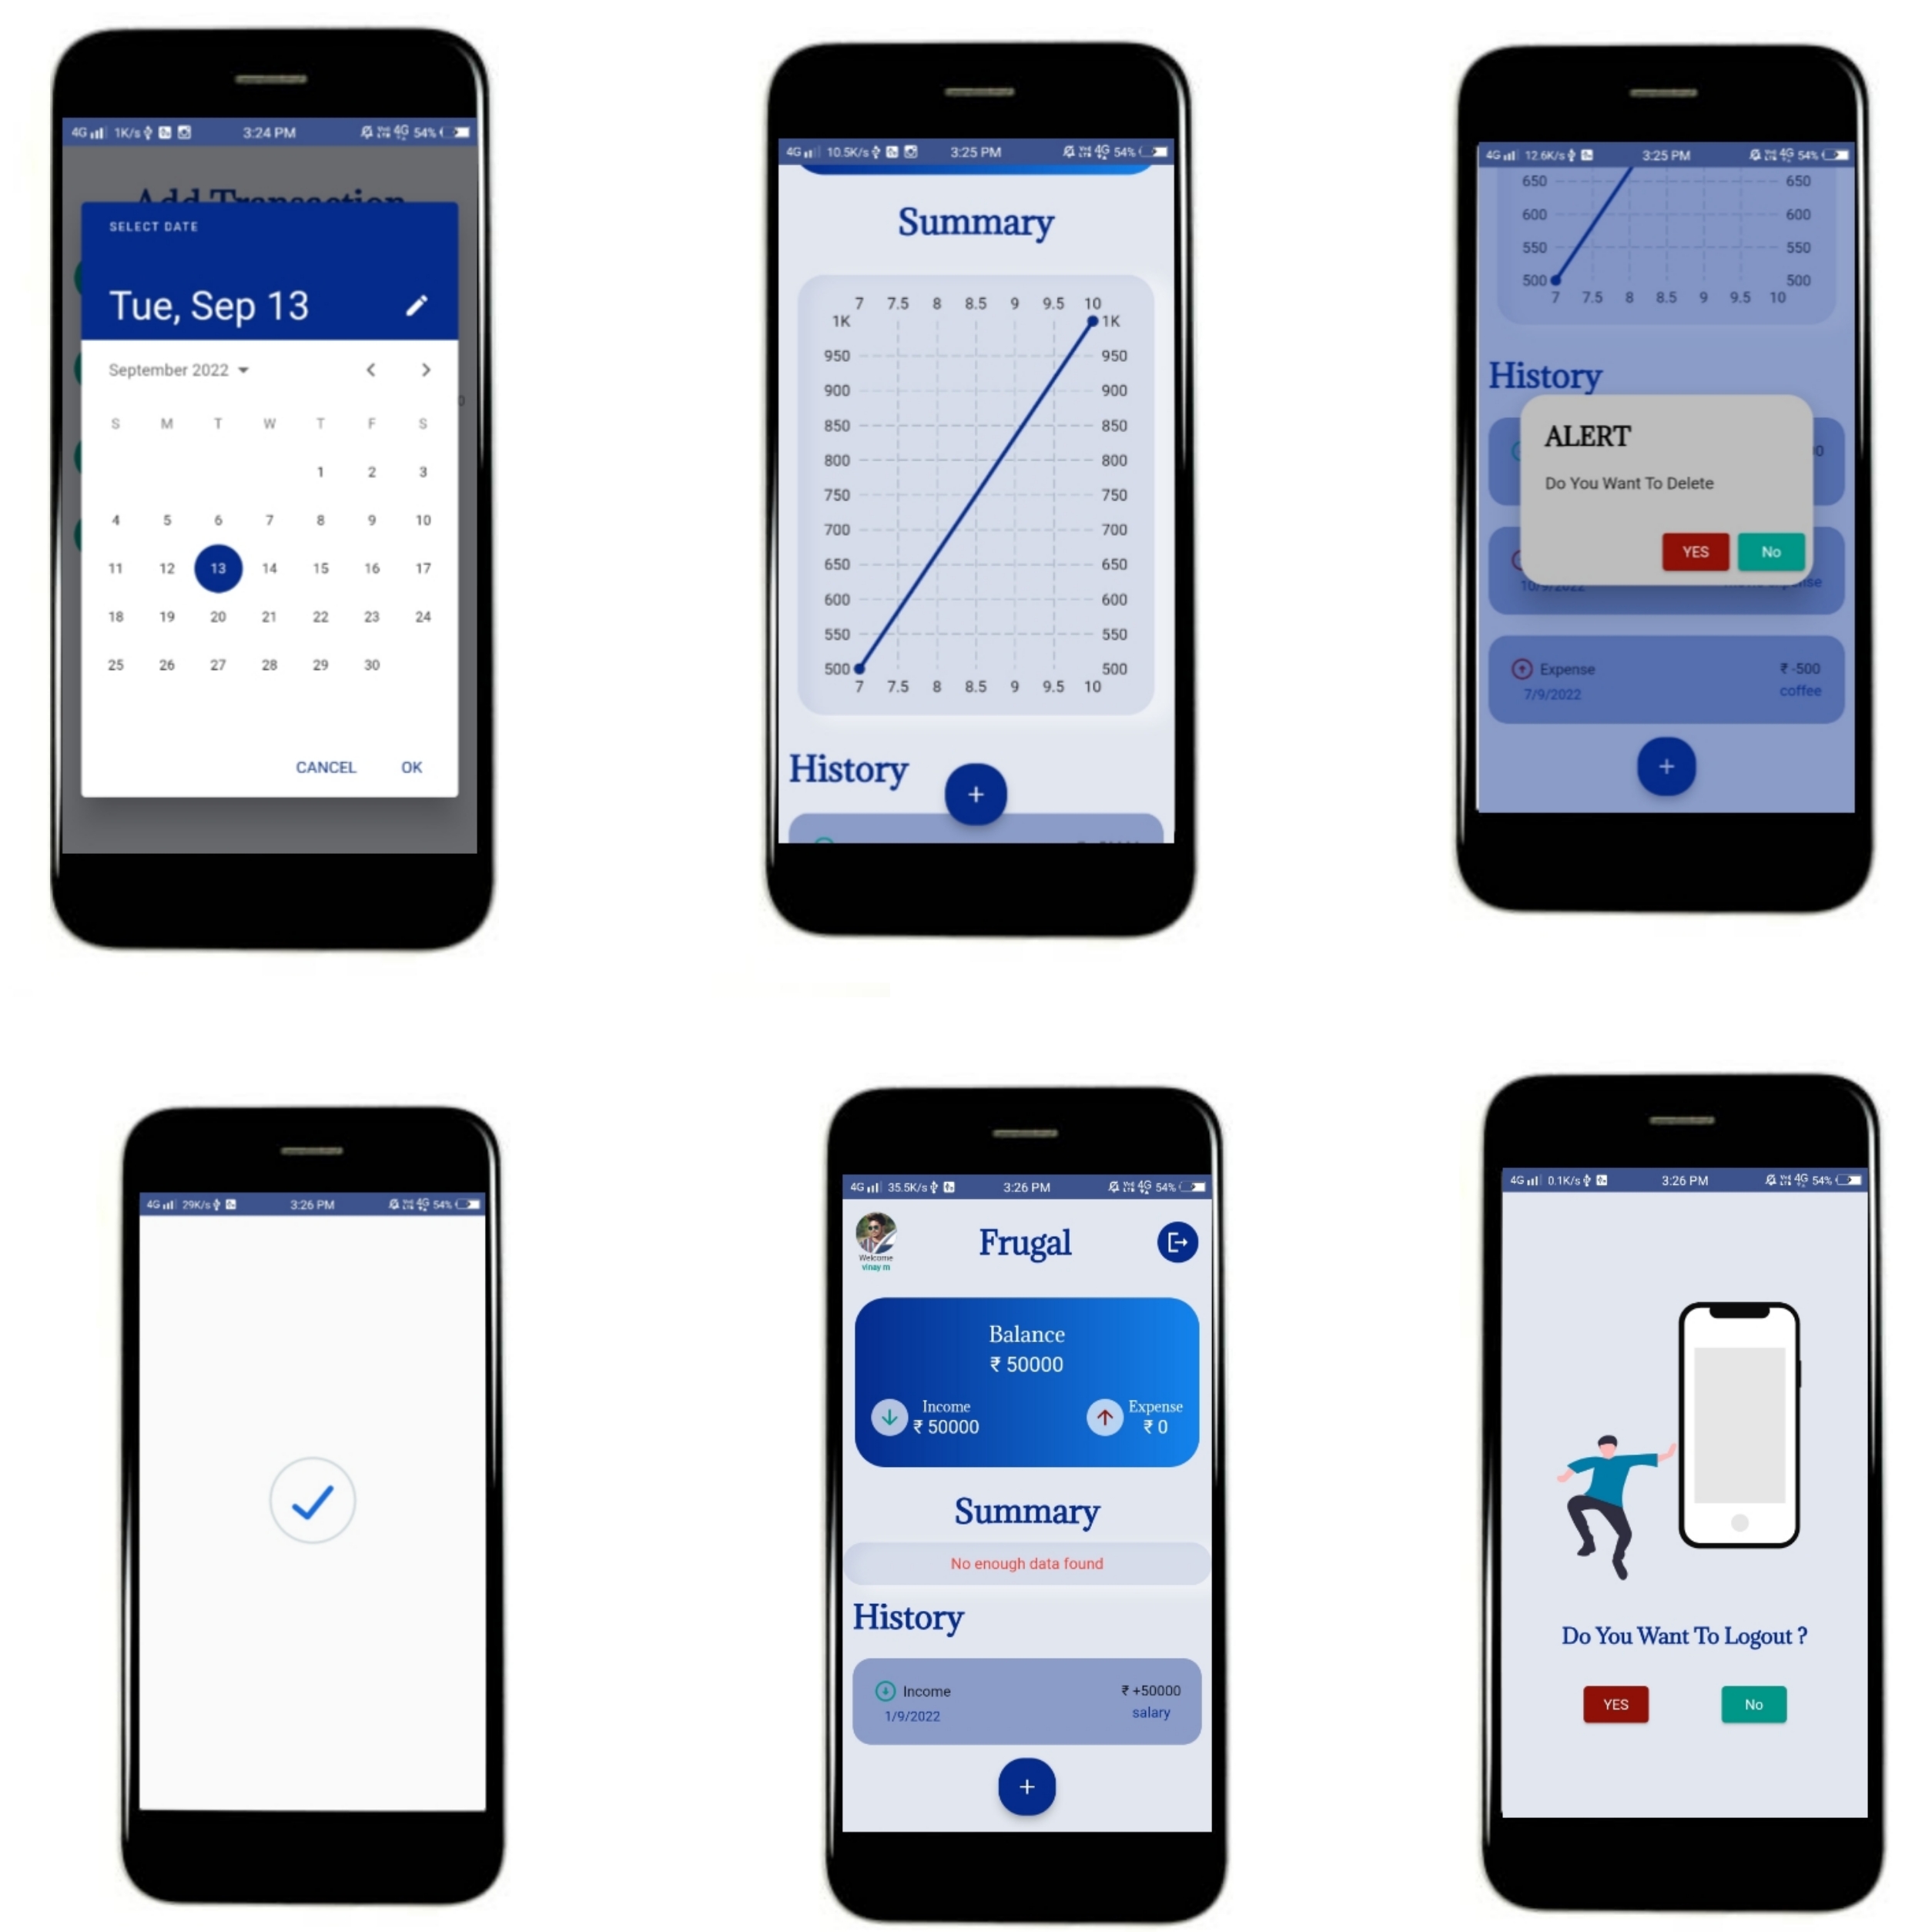 4G 1K/s 3:24 PM 4G 54%
Add Transaction
SELECT DATE
Tue, Sep 13
September 2022
S M T W T F S
1 2 3
4 5 6 7 8 9 10
11 12 13 14 15 16 17
18 19 20 21 22 23 24
25 26 27 28 29 30
CANCEL OK
4G 10.5K/s 3:25 PM 4G 54%
Summary
7 7.5 8 8.5 9 9.5 10
1K 1K
950 950
900 900
850 850
800 800
750 750
700 700
650 650
600 600
550 550
500 500
7 7.5 8 8.5 9 9.5 10
History
+
4G 12.6K/s 3:25 PM 4G 54%
650 650
600 600
550 550
500 500
7 7.5 8 8.5 9 9.5 10
History
ALERT
Do You Want To Delete
YES No
10/9/2022
Expense ₹ -500
7/9/2022 coffee
+
4G 29K/s 3:26 PM 4G 54%
4G 35.5K/s 3:26 PM 4G 54%
Frugal
Welcome
vinay m
Balance
₹ 50000
Income Expense
₹ 50000 ₹ 0
Summary
No enough data found
History
Income ₹ +50000
1/9/2022 salary
+
4G 0.1K/s 3:26 PM 4G 54%
Do You Want To Logout ?
YES No